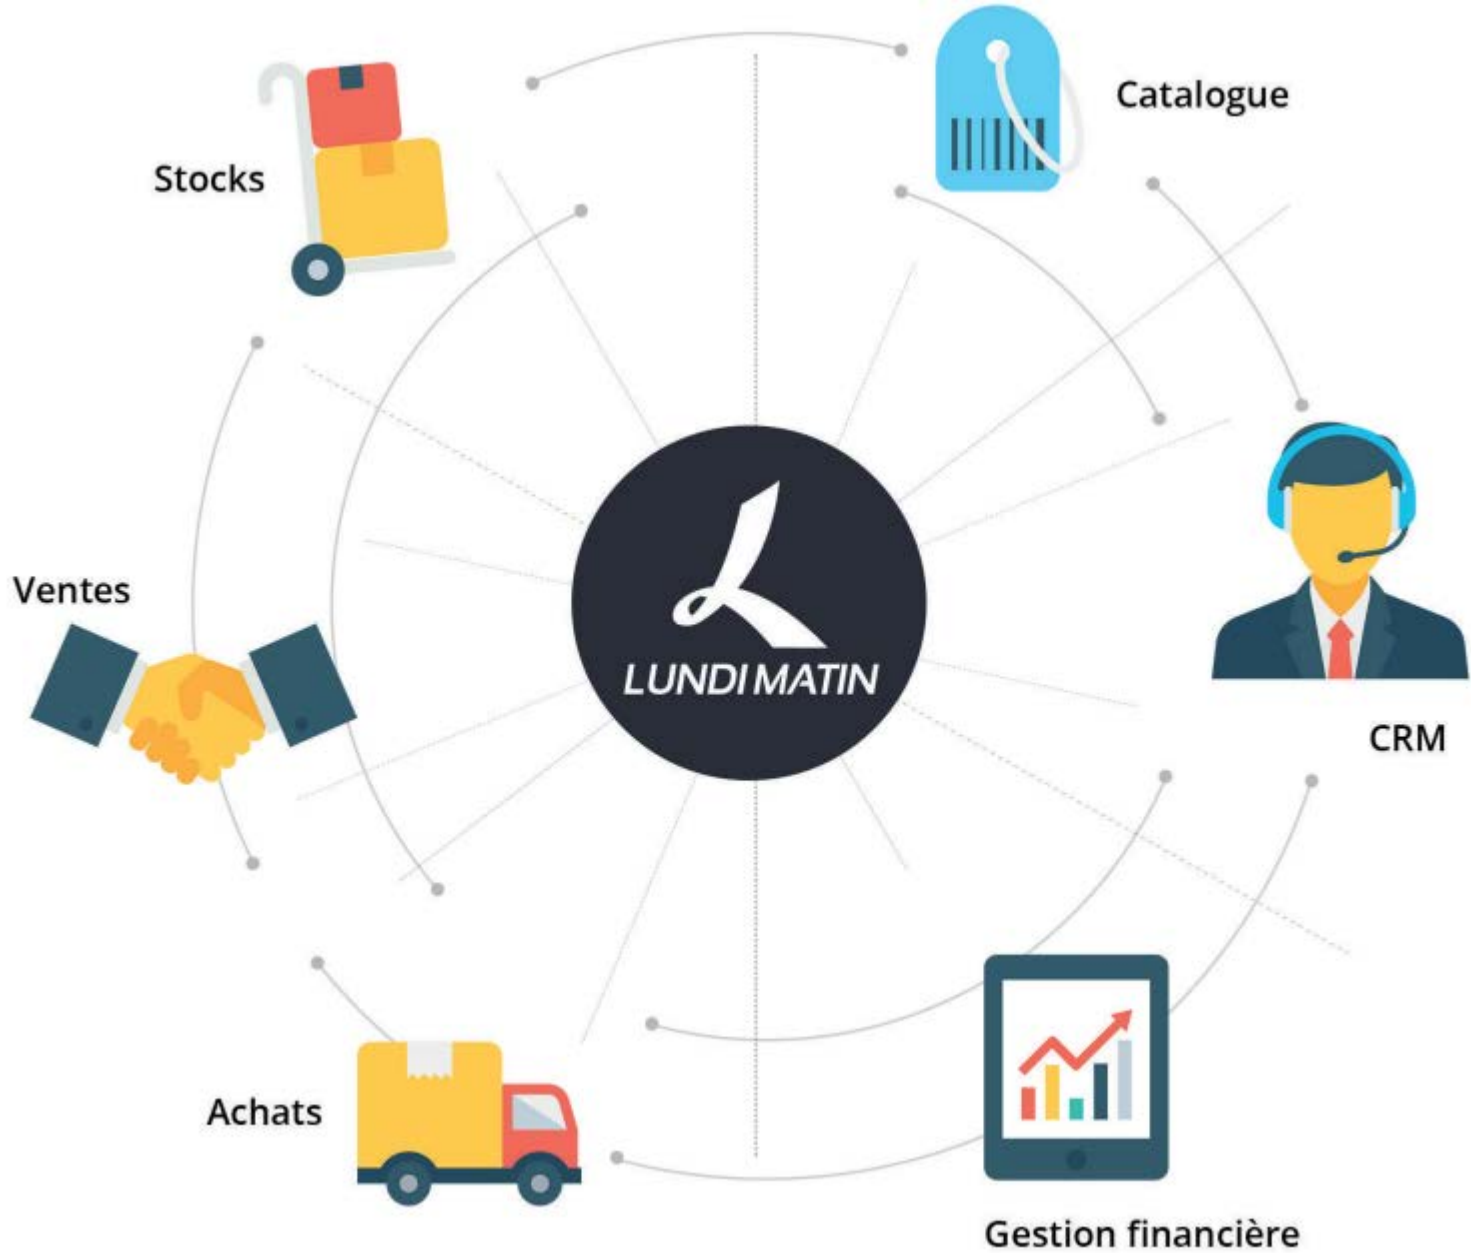 Catalogue
Stocks
Ventes
LUNDI MATIN
CRM
Achats
Gestion financière